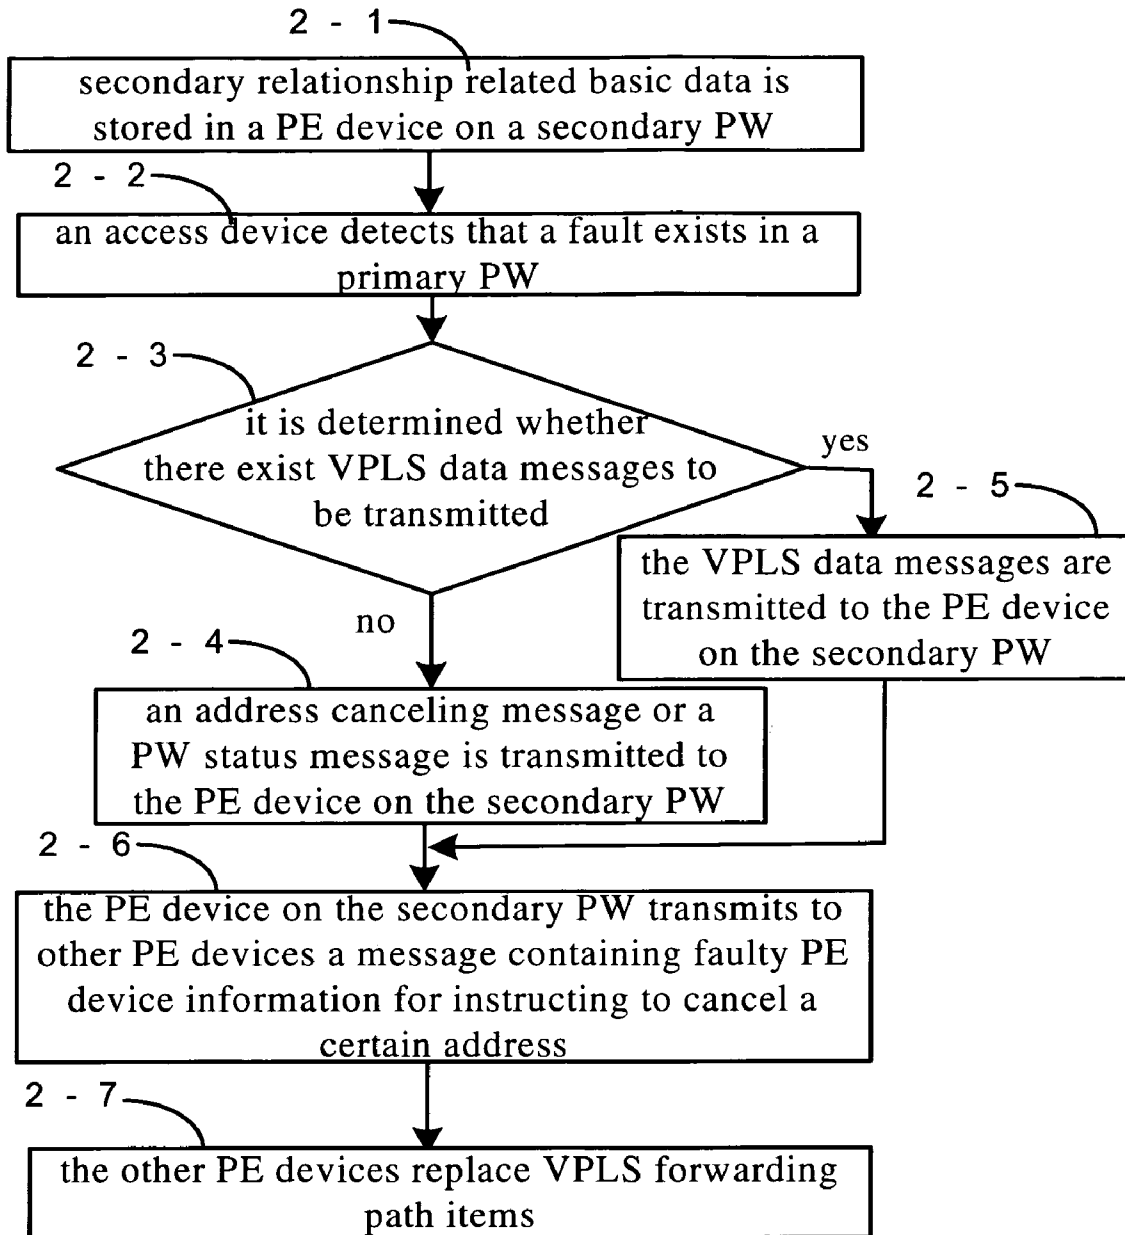 2 - 1
secondary relationship related basic data is
stored in a PE device on a secondary PW
2 - 2
an access device detects that a fault exists in a
primary PW
2 - 3
it is determined whether
there exist VPLS data messages to
be transmitted
yes
2 - 5
the VPLS data messages are
transmitted to the PE device
on the secondary PW
no
2 - 4
an address canceling message or a
PW status message is transmitted to
the PE device on the secondary PW
2 - 6
the PE device on the secondary PW transmits to
other PE devices a message containing faulty PE
device information for instructing to cancel a
certain address
2 - 7
the other PE devices replace VPLS forwarding
path items